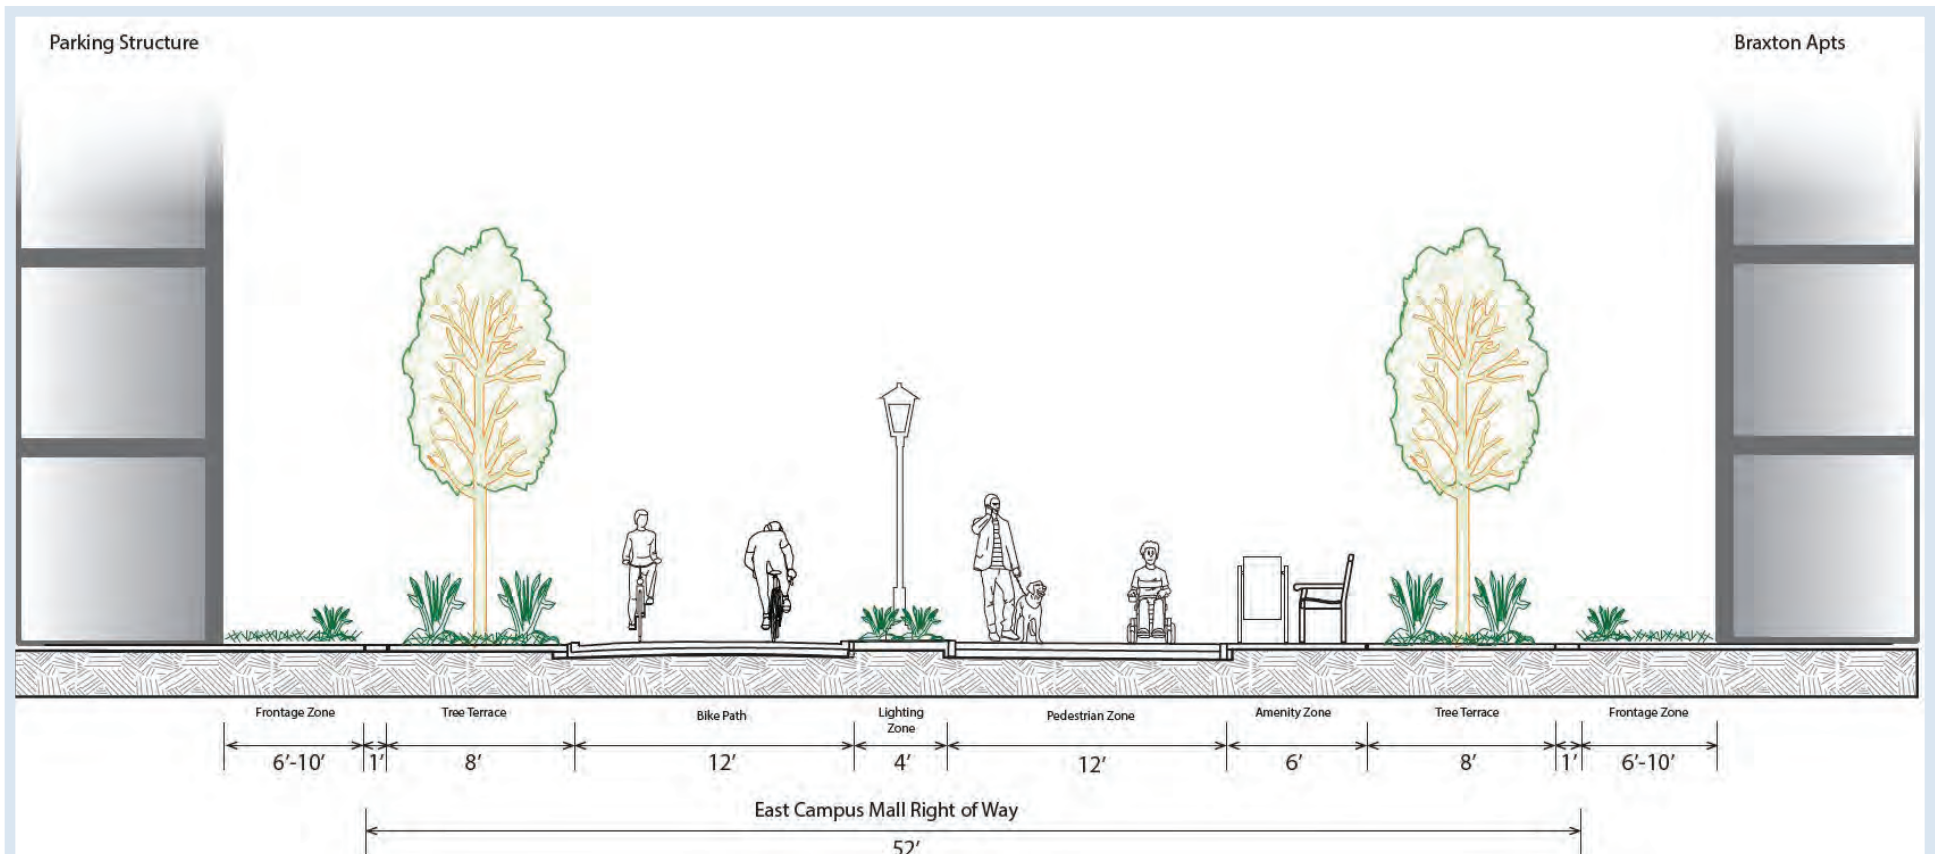 Parking Structure
Braxton Apts
Frontage Zone
Tree Terrace
Bike Path
Lighting
Zone
Pedestrian Zone
Amenity Zone
Tree Terrace
Frontage Zone
6'-10'
1'
8'
12'
4'
12'
6'
8'
1'
6'-10'
East Campus Mall Right of Way
52'